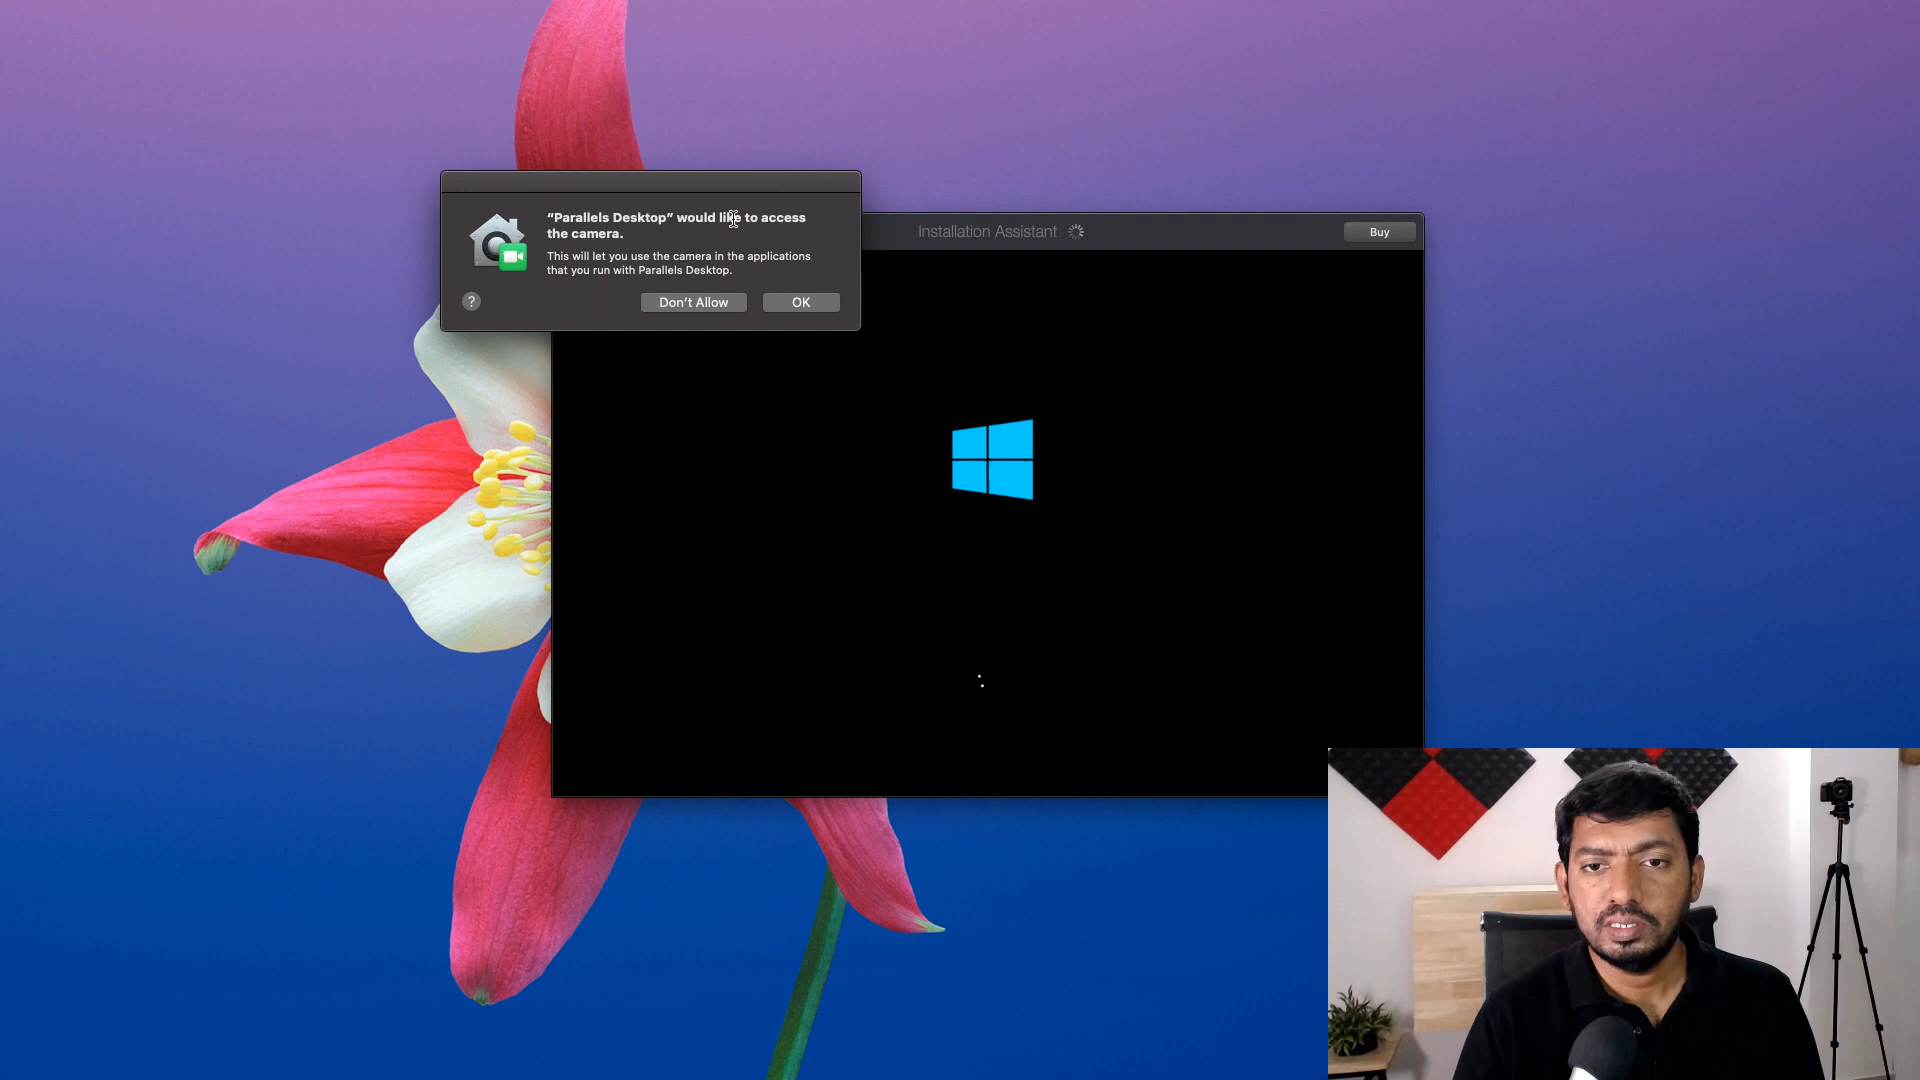 “Parallels Desktop” would like to access
the camera.
This will let you use the camera in the applications
that you run with Parallels Desktop.
?
Don’t Allow
OK
Installation Assistant
Buy